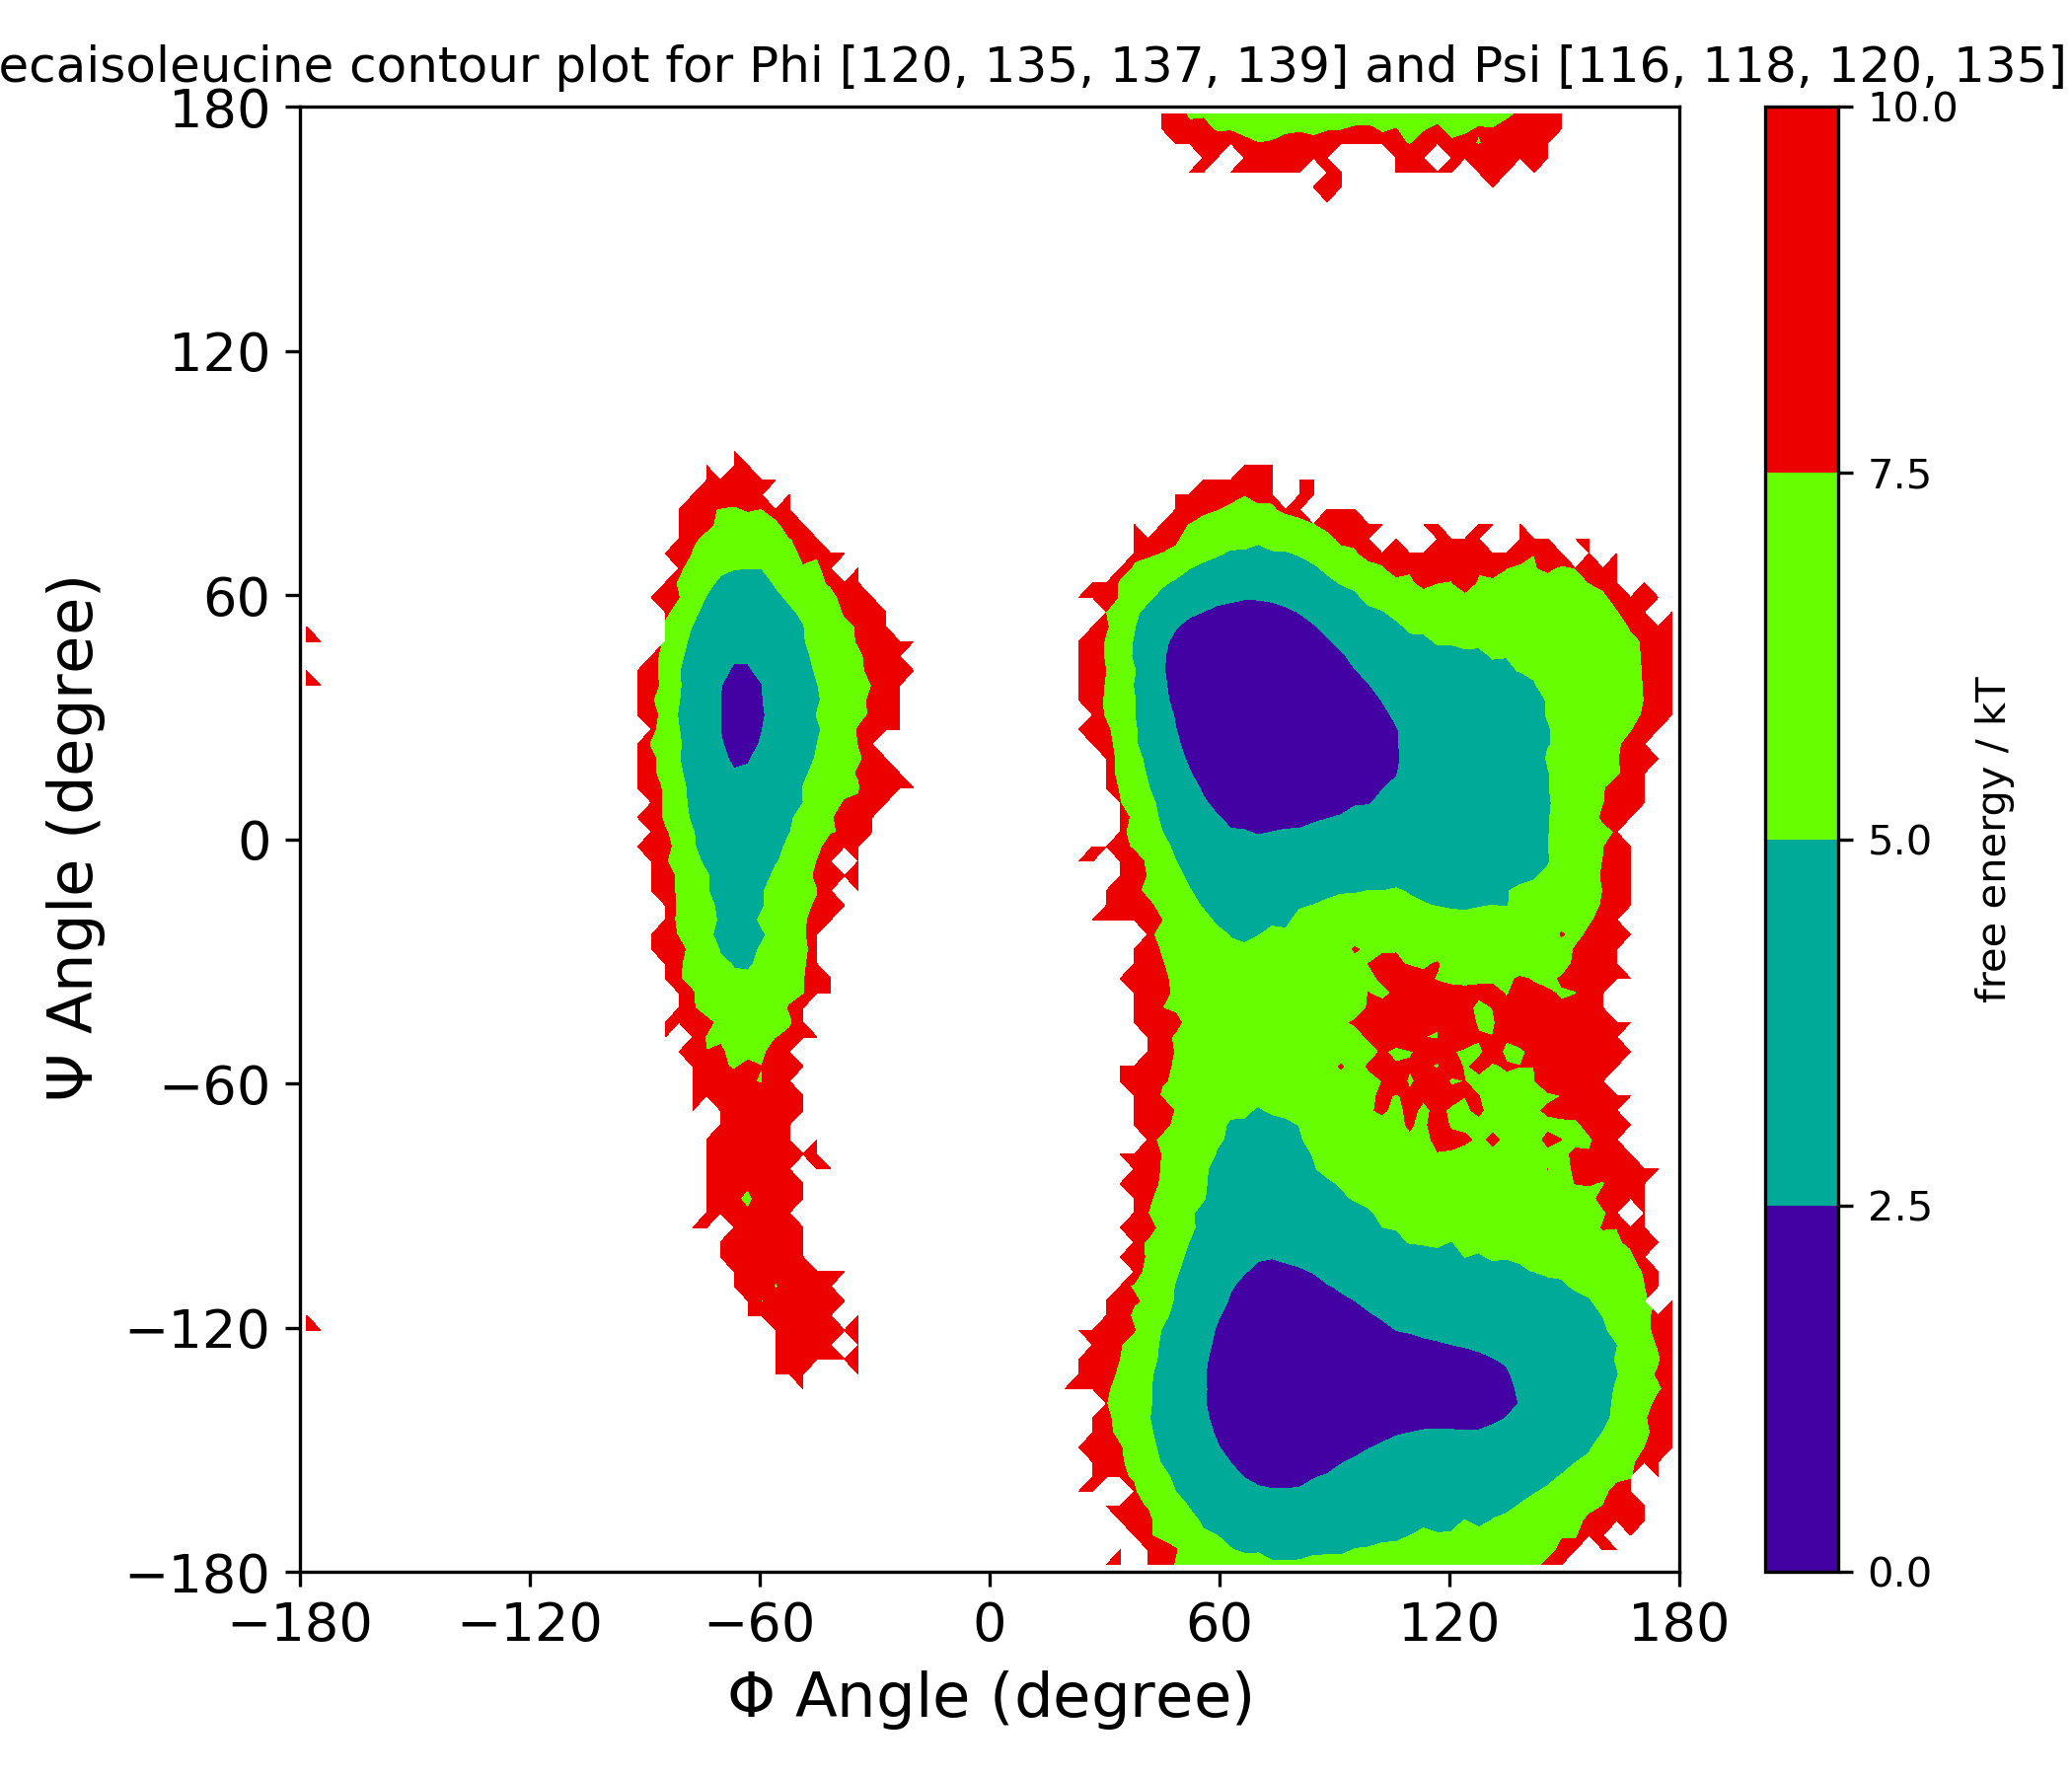 ecaisoleucine contour plot for Phi [120, 135, 137, 139] and Psi [116, 118, 120, 135]
180
120
60
0
−60
−120
−180
Ψ Angle (degree)
−180 −120 −60 0 60 120 180
Φ Angle (degree)
10.0
7.5
5.0
2.5
0.0
free energy / kT